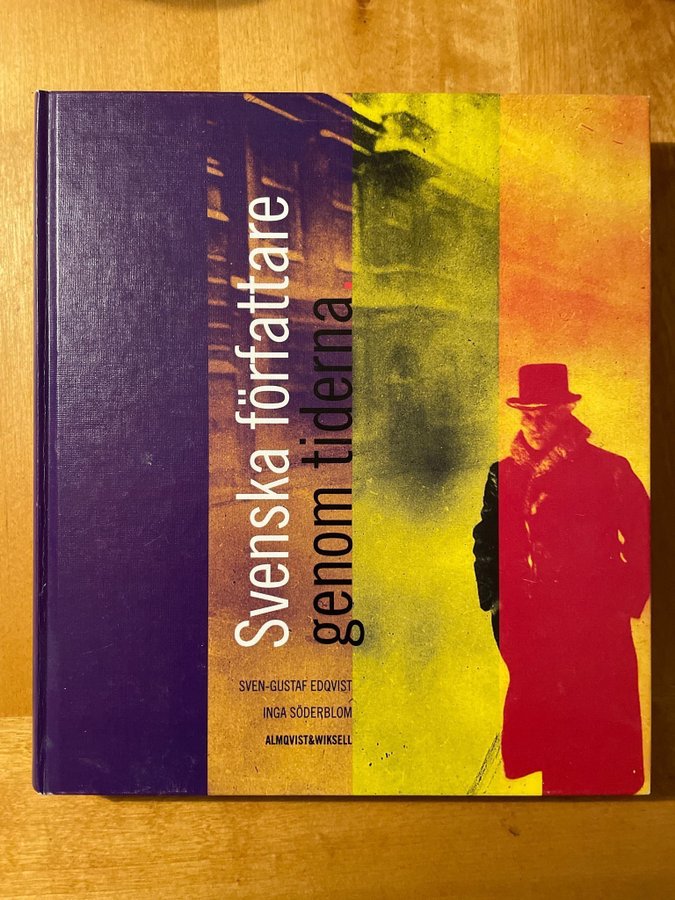 Svenska författare
genom tiderna.
SVEN-GUSTAF EDQVIST
INGA SÖDERBLOM
ALMQVIST&WIKSELL